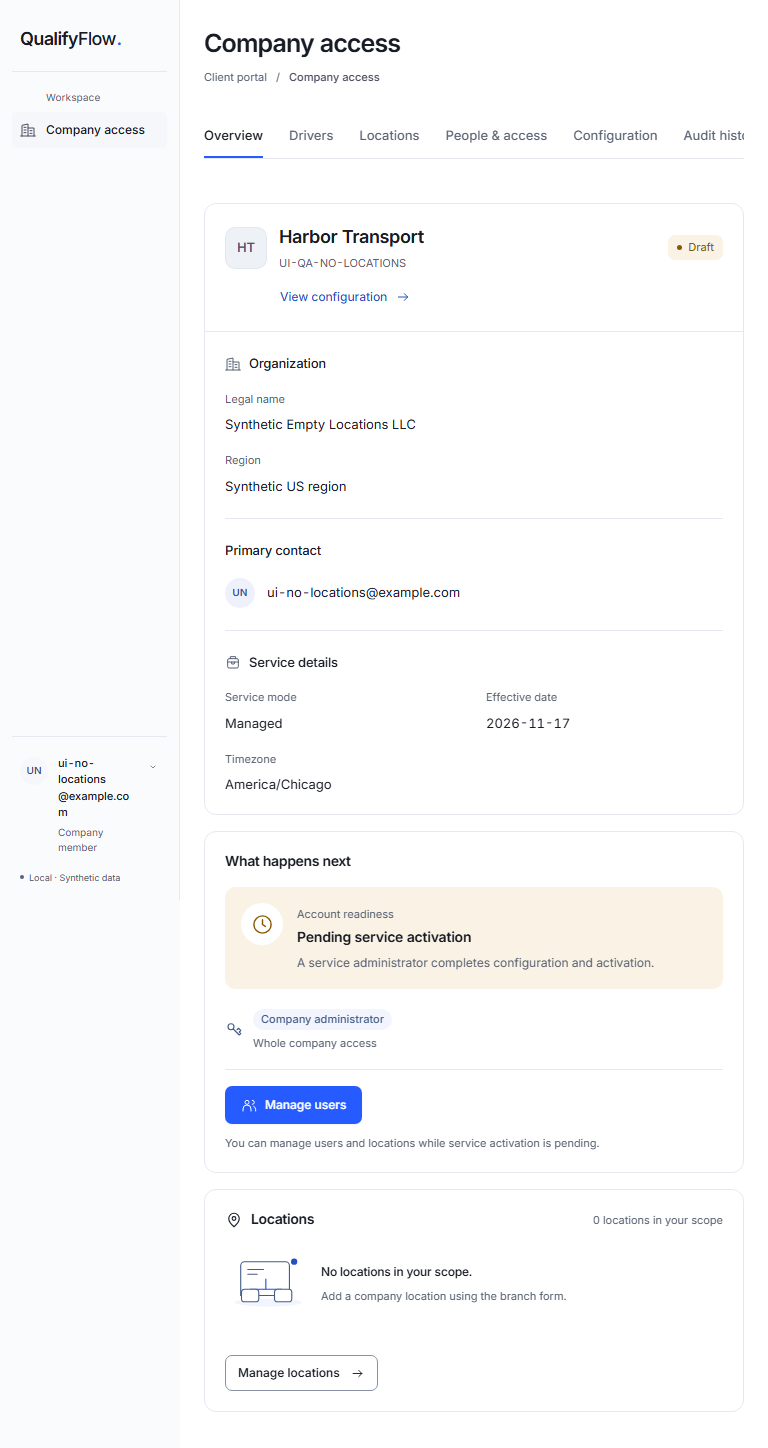 QualifyFlow.
Workspace
Company access
UN
ui-no-
locations
@example.co
m
Company
member
Local · Synthetic data
Company access
Client portal / Company access
Overview Drivers Locations People & access Configuration Audit histo
HT
Harbor Transport
UI-QA-NO-LOCATIONS
Draft
View configuration →
Organization
Legal name
Synthetic Empty Locations LLC
Region
Synthetic US region
Primary contact
UN ui-no-locations@example.com
Service details
Service mode Effective date
Managed 2026-11-17
Timezone
America/Chicago
What happens next
Account readiness
Pending service activation
A service administrator completes configuration and activation.
Company administrator
Whole company access
Manage users
You can manage users and locations while service activation is pending.
Locations 0 locations in your scope
No locations in your scope.
Add a company location using the branch form.
Manage locations →